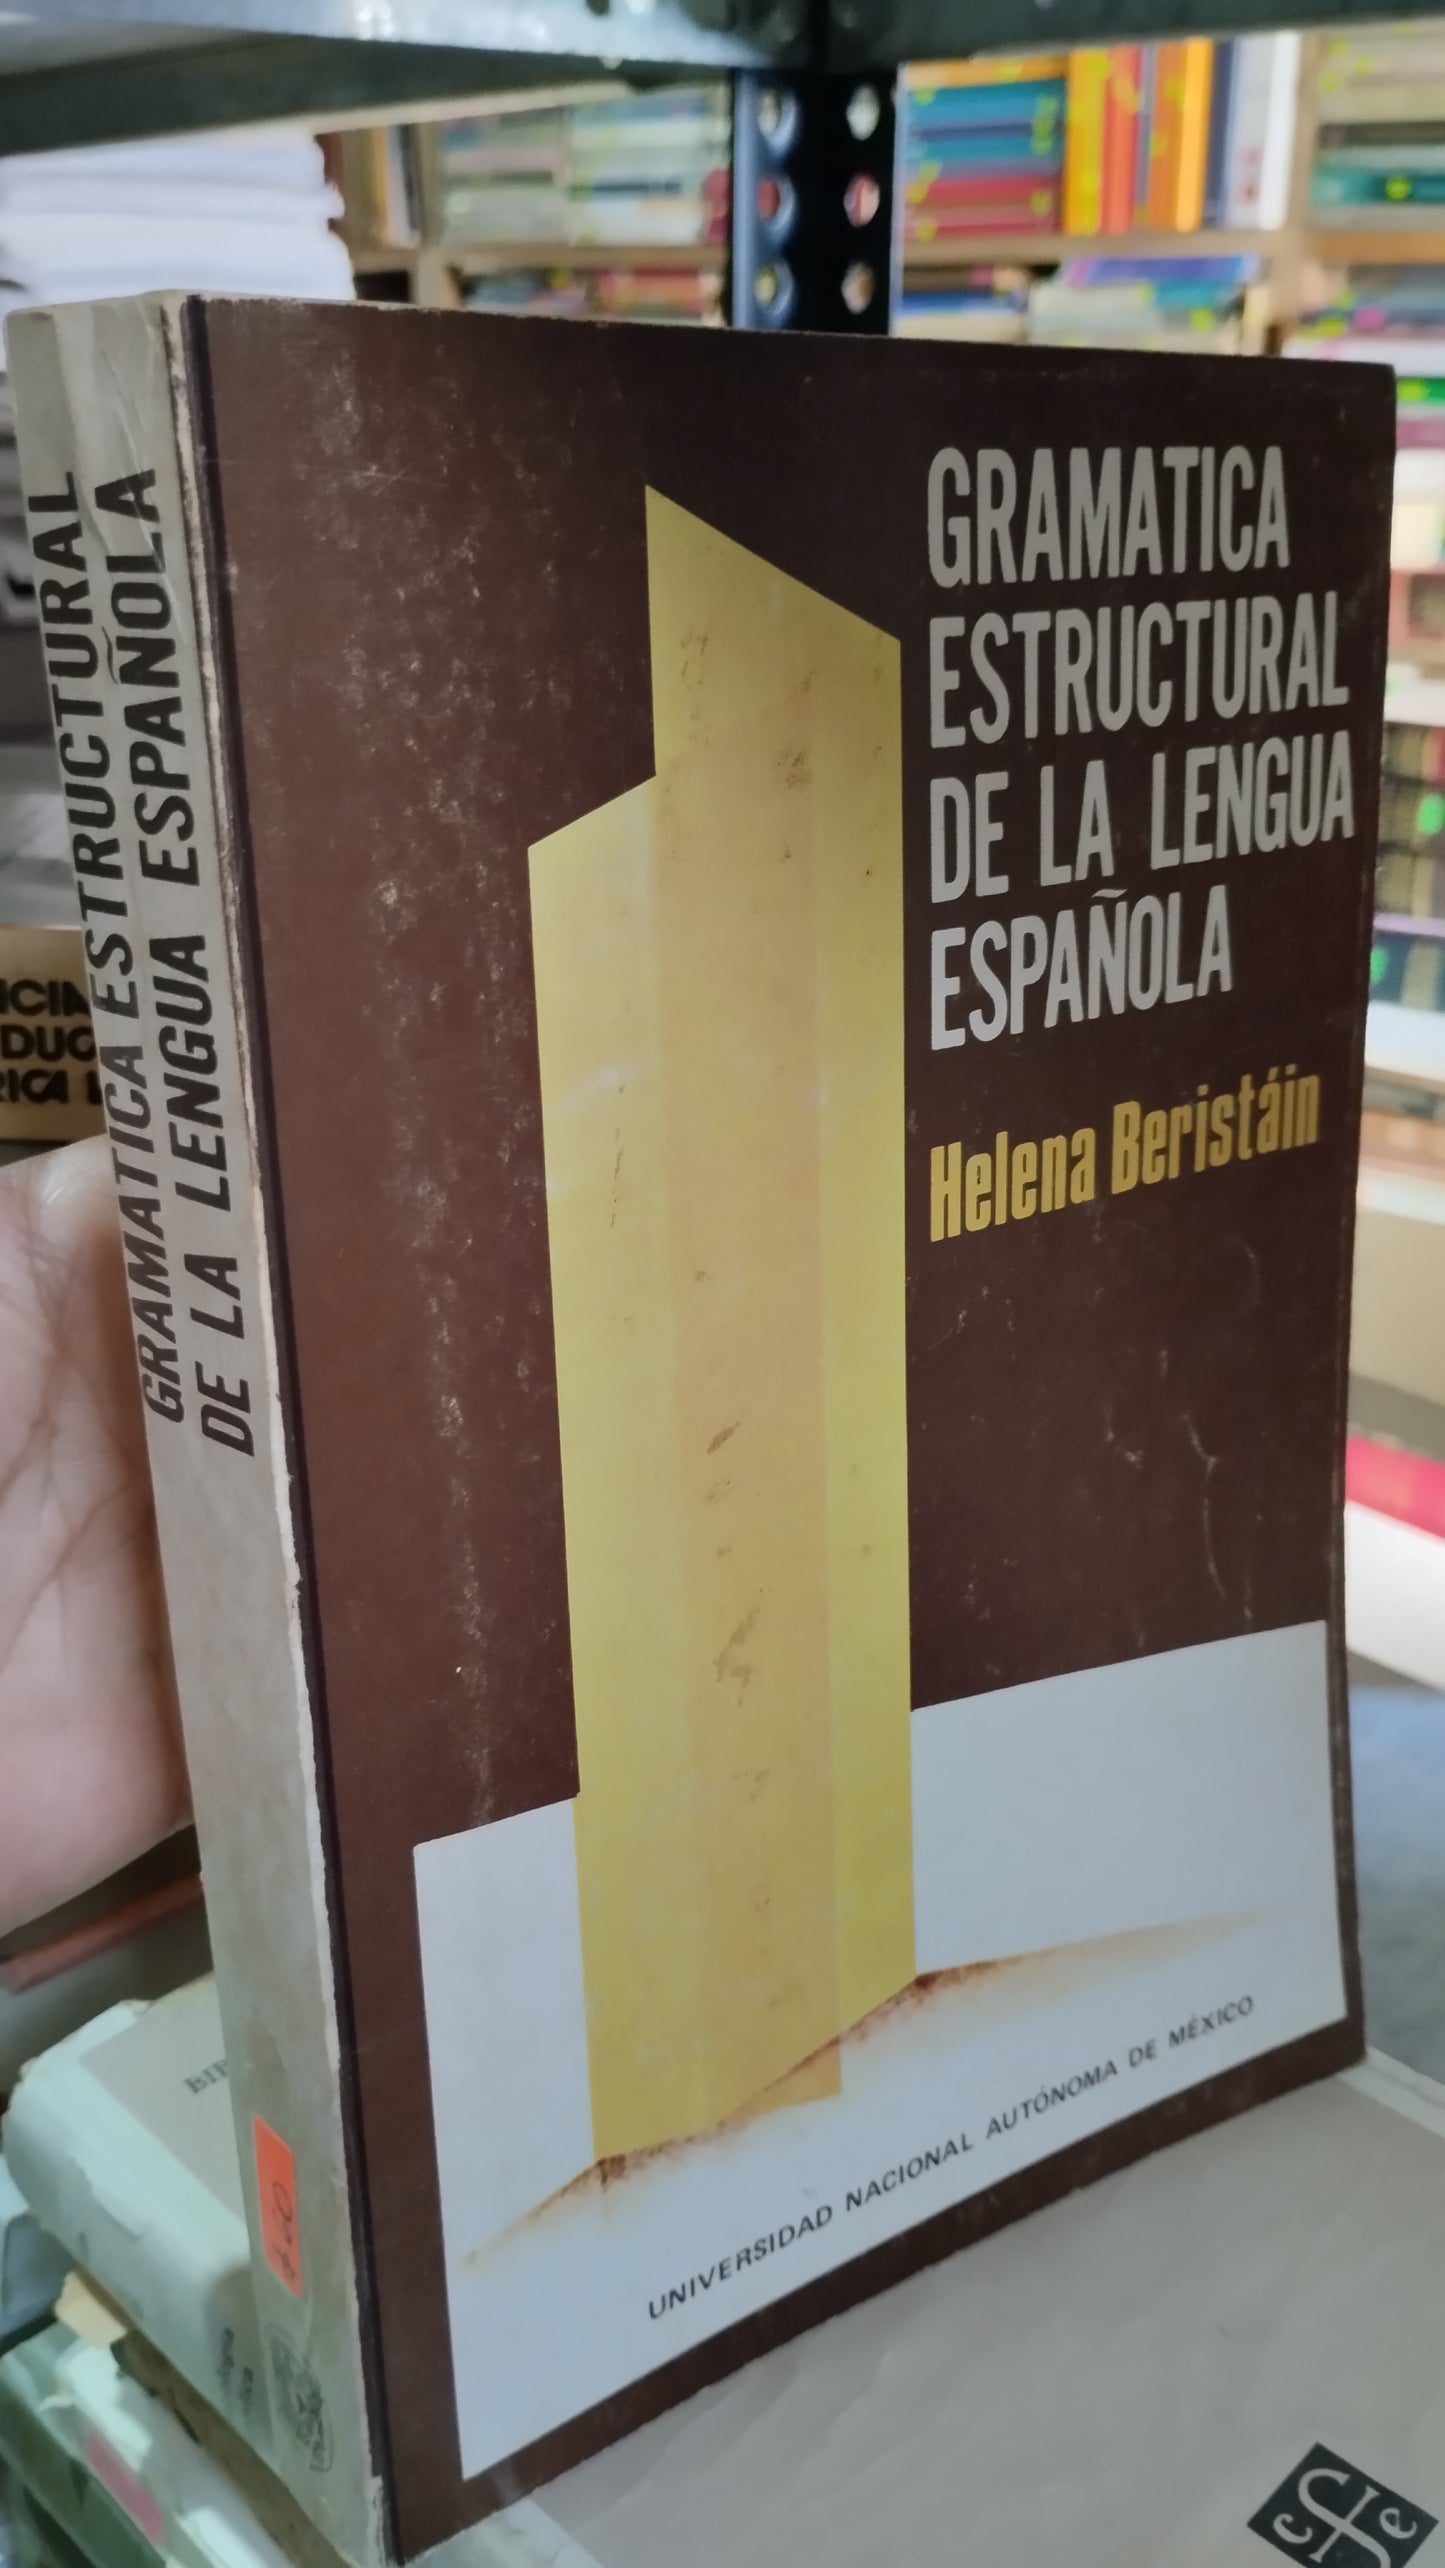 GRAMATICA ESTRUCTURAL
DE LA LENGUA ESPAÑOLA
GRAMATICA
ESTRUCTURAL
DE LA LENGUA
ESPAÑOLA
Helena Beristáin
UNIVERSIDAD NACIONAL AUTÓNOMA DE MÉXICO